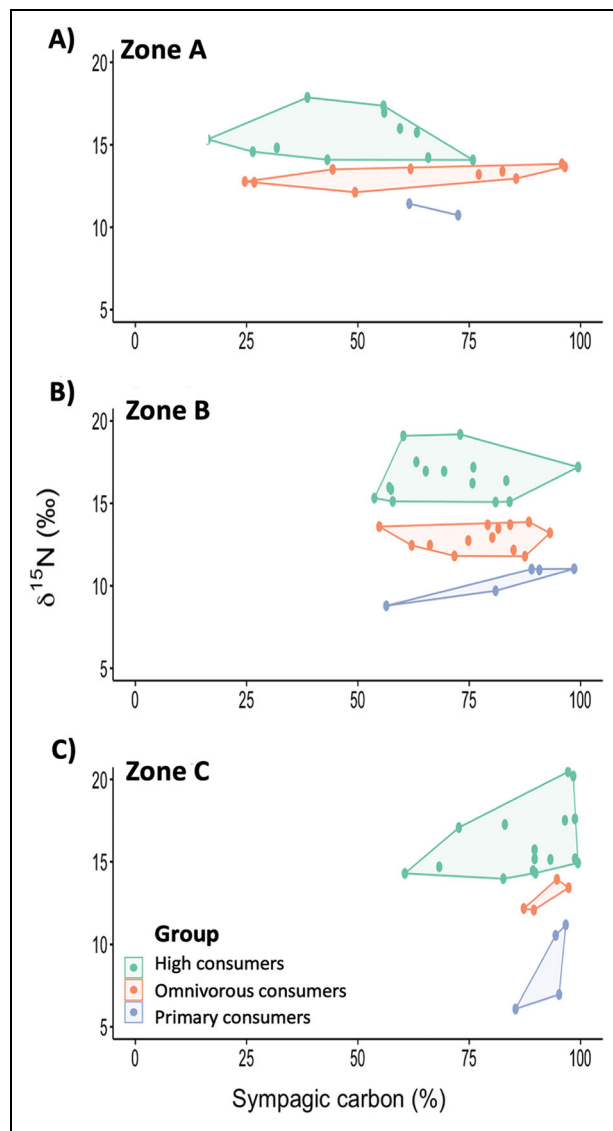 A)
Zone A
20
15
10
5
0 25 50 75 100
B)
Zone B
20
15
10
5
0 25 50 75 100
δ15N (‰)
C)
Zone C
20
15
10
5
Group
High consumers
Omnivorous consumers
Primary consumers
0 25 50 75 100
Sympagic carbon (%)